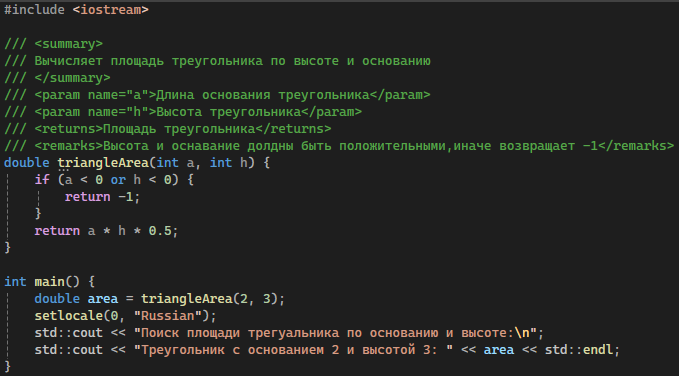 #include <iostream>
/// <summary>
/// Вычисляет площадь треугольника по высоте и основанию
/// </summary>
/// <param name="a">Длина основания треугольника</param>
/// <param name="h">Высота треугольника</param>
/// <returns>Площадь треугольника</returns>
/// <remarks>Высота и оснавание долдны быть положительными,иначе возвращает -1</remarks>
double triangleArea(int a, int h) {
    if (a < 0 or h < 0) {
        return -1;
    }
    return a * h * 0.5;
}
int main() {
    double area = triangleArea(2, 3);
    setlocale(0, "Russian");
    std::cout << "Поиск площади трегуальника по основанию и высоте:\n";
    std::cout << "Треугольник с основанием 2 и высотой 3: " << area << std::endl;
}